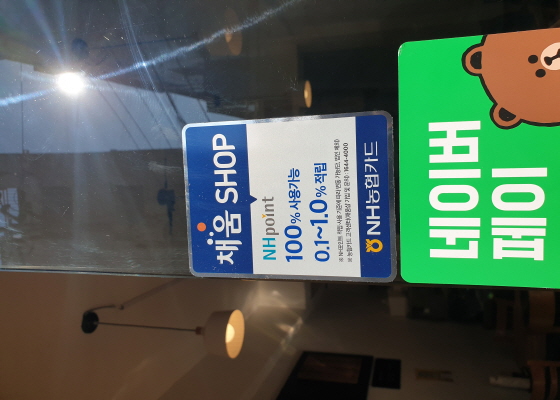 채움 SHOP
NHpoint
100% 사용가능
0.1~1.0% 적립
NH농협카드
네이버
페이